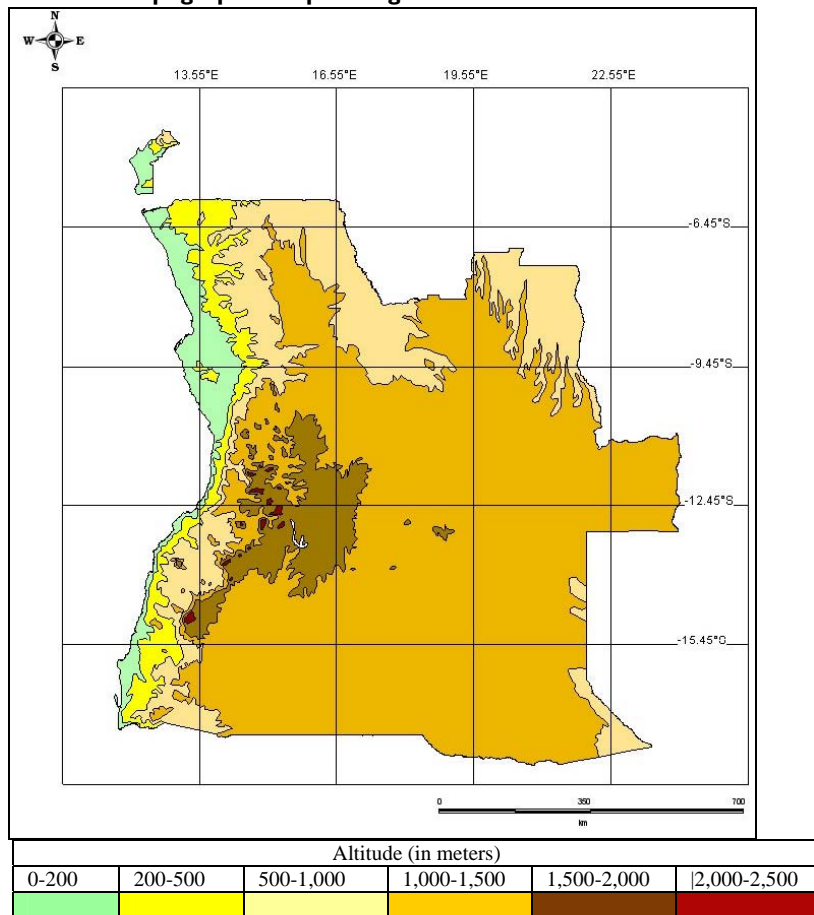 N
W E
S
13.55°E 16.55°E 19.55°E 22.55°E
-6.45°S
-9.45°S
-12.45°S
-15.45°S
0 350 700
km
Altitude (in meters)
0-200 200-500 500-1,000 1,000-1,500 1,500-2,000 |2,000-2,500